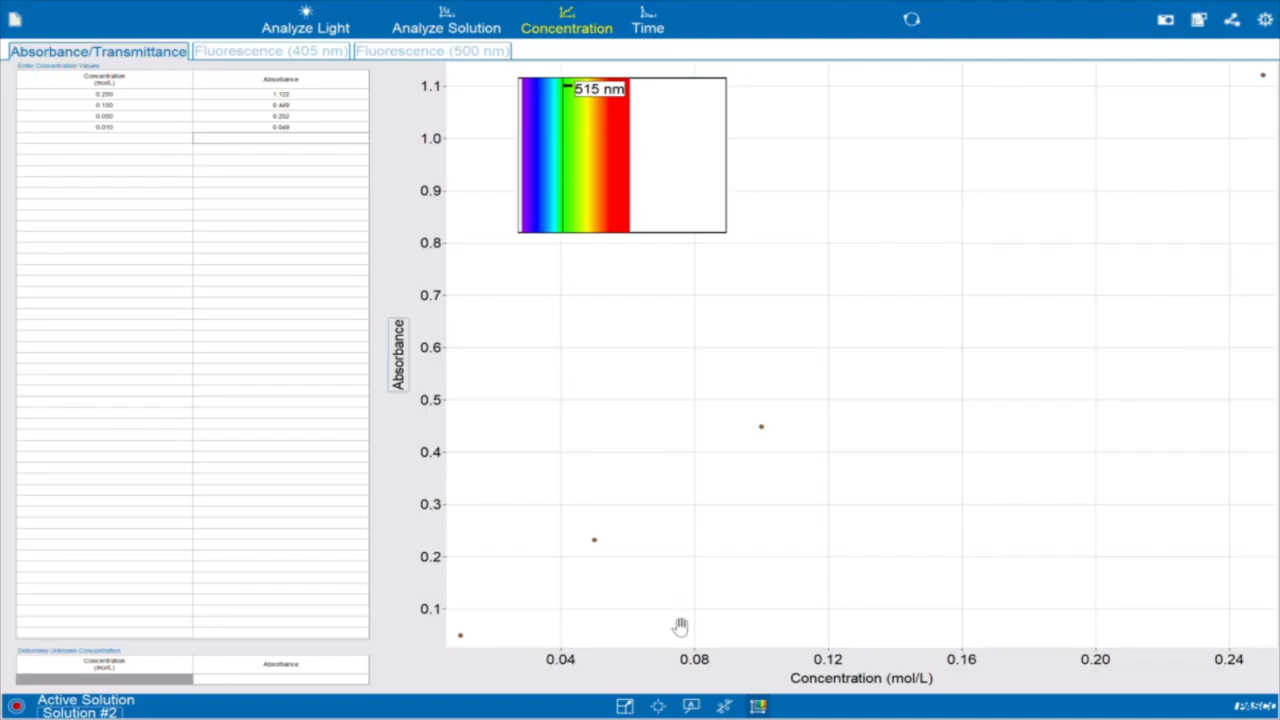 Analyze Light Analyze Solution Concentration Time
Absorbance/Transmittance Fluorescence (405 nm) Fluorescence (500 nm)
Enter Concentration Values
Concentration (mol/L) Absorbance
0.250 1.122
0.100 0.449
0.050 0.232
0.010 0.049
Determine Unknown Concentration
Concentration (mol/L) Absorbance
515 nm
1.1
1.0
0.9
0.8
0.7
0.6
0.5
0.4
0.3
0.2
0.1
Absorbance
0.04 0.08 0.12 0.16 0.20 0.24
Concentration (mol/L)
Active Solution
Solution #2
PASCO